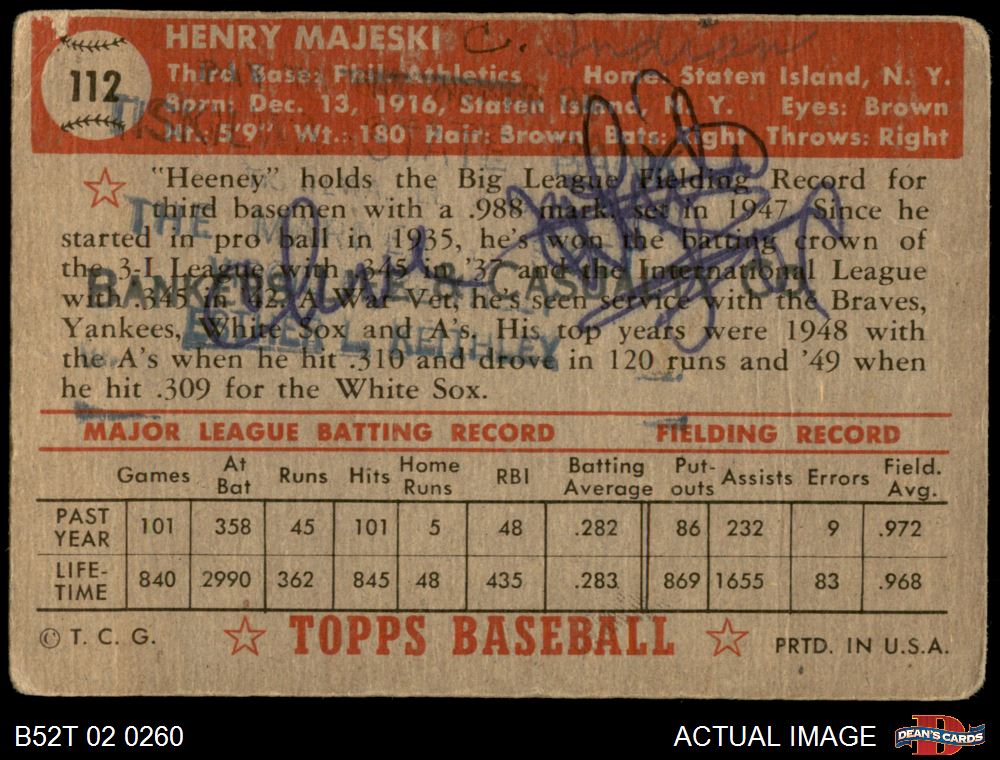 HENRY MAJESKI C. Indian
112
Third Base: Phila. Athletics Home: Staten Island, N. Y.
Born: Dec. 13, 1916, Staten Island, N. Y. Eyes: Brown
Ht.: 5'9" Wt.: 180 Hair: Brown Bats: Right Throws: Right
"Heeney" holds the Big League Fielding Record for
third basemen with a .988 mark, set in 1947. Since he
started in pro ball in 1935, he's won the batting crown of
the 3-I League with .345 in '37 and the International League
with .345 in '42. A War Vet, he's seen service with the Braves,
Yankees, White Sox and A's. His top years were 1948 with
the A's when he hit .310 and drove in 120 runs and '49 when
he hit .309 for the White Sox.
STATE BANK
THE
BANKERS LIFE & CASUALTY CO.
L. KEITHLEY
MAJOR LEAGUE BATTING RECORD FIELDING RECORD
Games At Bat Runs Hits Home Runs RBI Batting Average Put-outs Assists Errors Field. Avg.
PAST YEAR 101 358 45 101 5 48 .282 86 232 9 .972
LIFE-TIME 840 2990 362 845 48 435 .283 869 1655 83 .968
© T. C. G. TOPPS BASEBALL PRTD. IN U.S.A.
B52T 02 0260 ACTUAL IMAGE DEAN'S CARDS